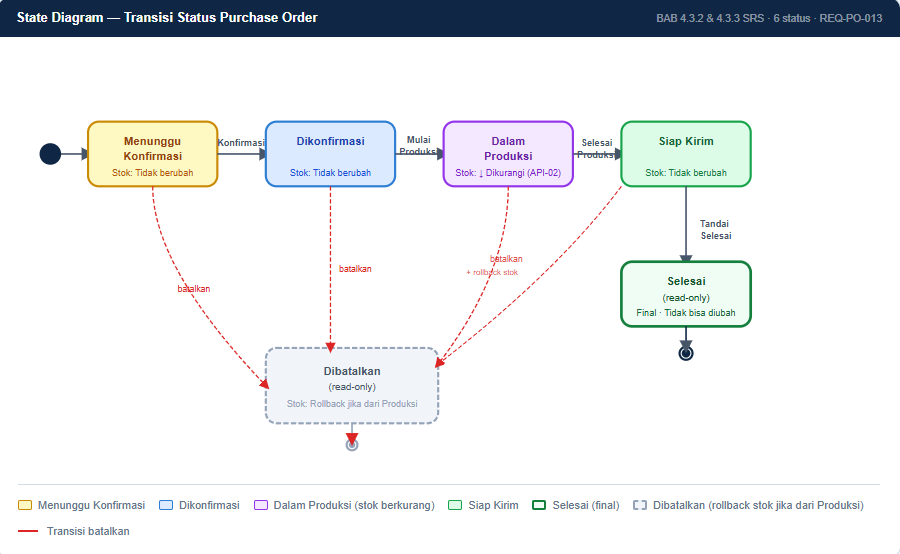 State Diagram — Transisi Status Purchase Order
BAB 4.3.2 & 4.3.3 SRS · 6 status · REQ-PO-013
Menunggu
Konfirmasi
Stok: Tidak berubah
Konfirmasi
Dikonfirmasi
Stok: Tidak berubah
Mulai
Produksi
Dalam
Produksi
Stok: ↓ Dikurangi (API-02)
Selesai
Produksi
Siap Kirim
Stok: Tidak berubah
Tandai
Selesai
Selesai
(read-only)
Final · Tidak bisa diubah
batalkan
batalkan
batalkan
+ rollback stok
Dibatalkan
(read-only)
Stok: Rollback jika dari Produksi
Menunggu Konfirmasi
Dikonfirmasi
Dalam Produksi (stok berkurang)
Siap Kirim
Selesai (final)
Dibatalkan (rollback stok jika dari Produksi)
Transisi batalkan